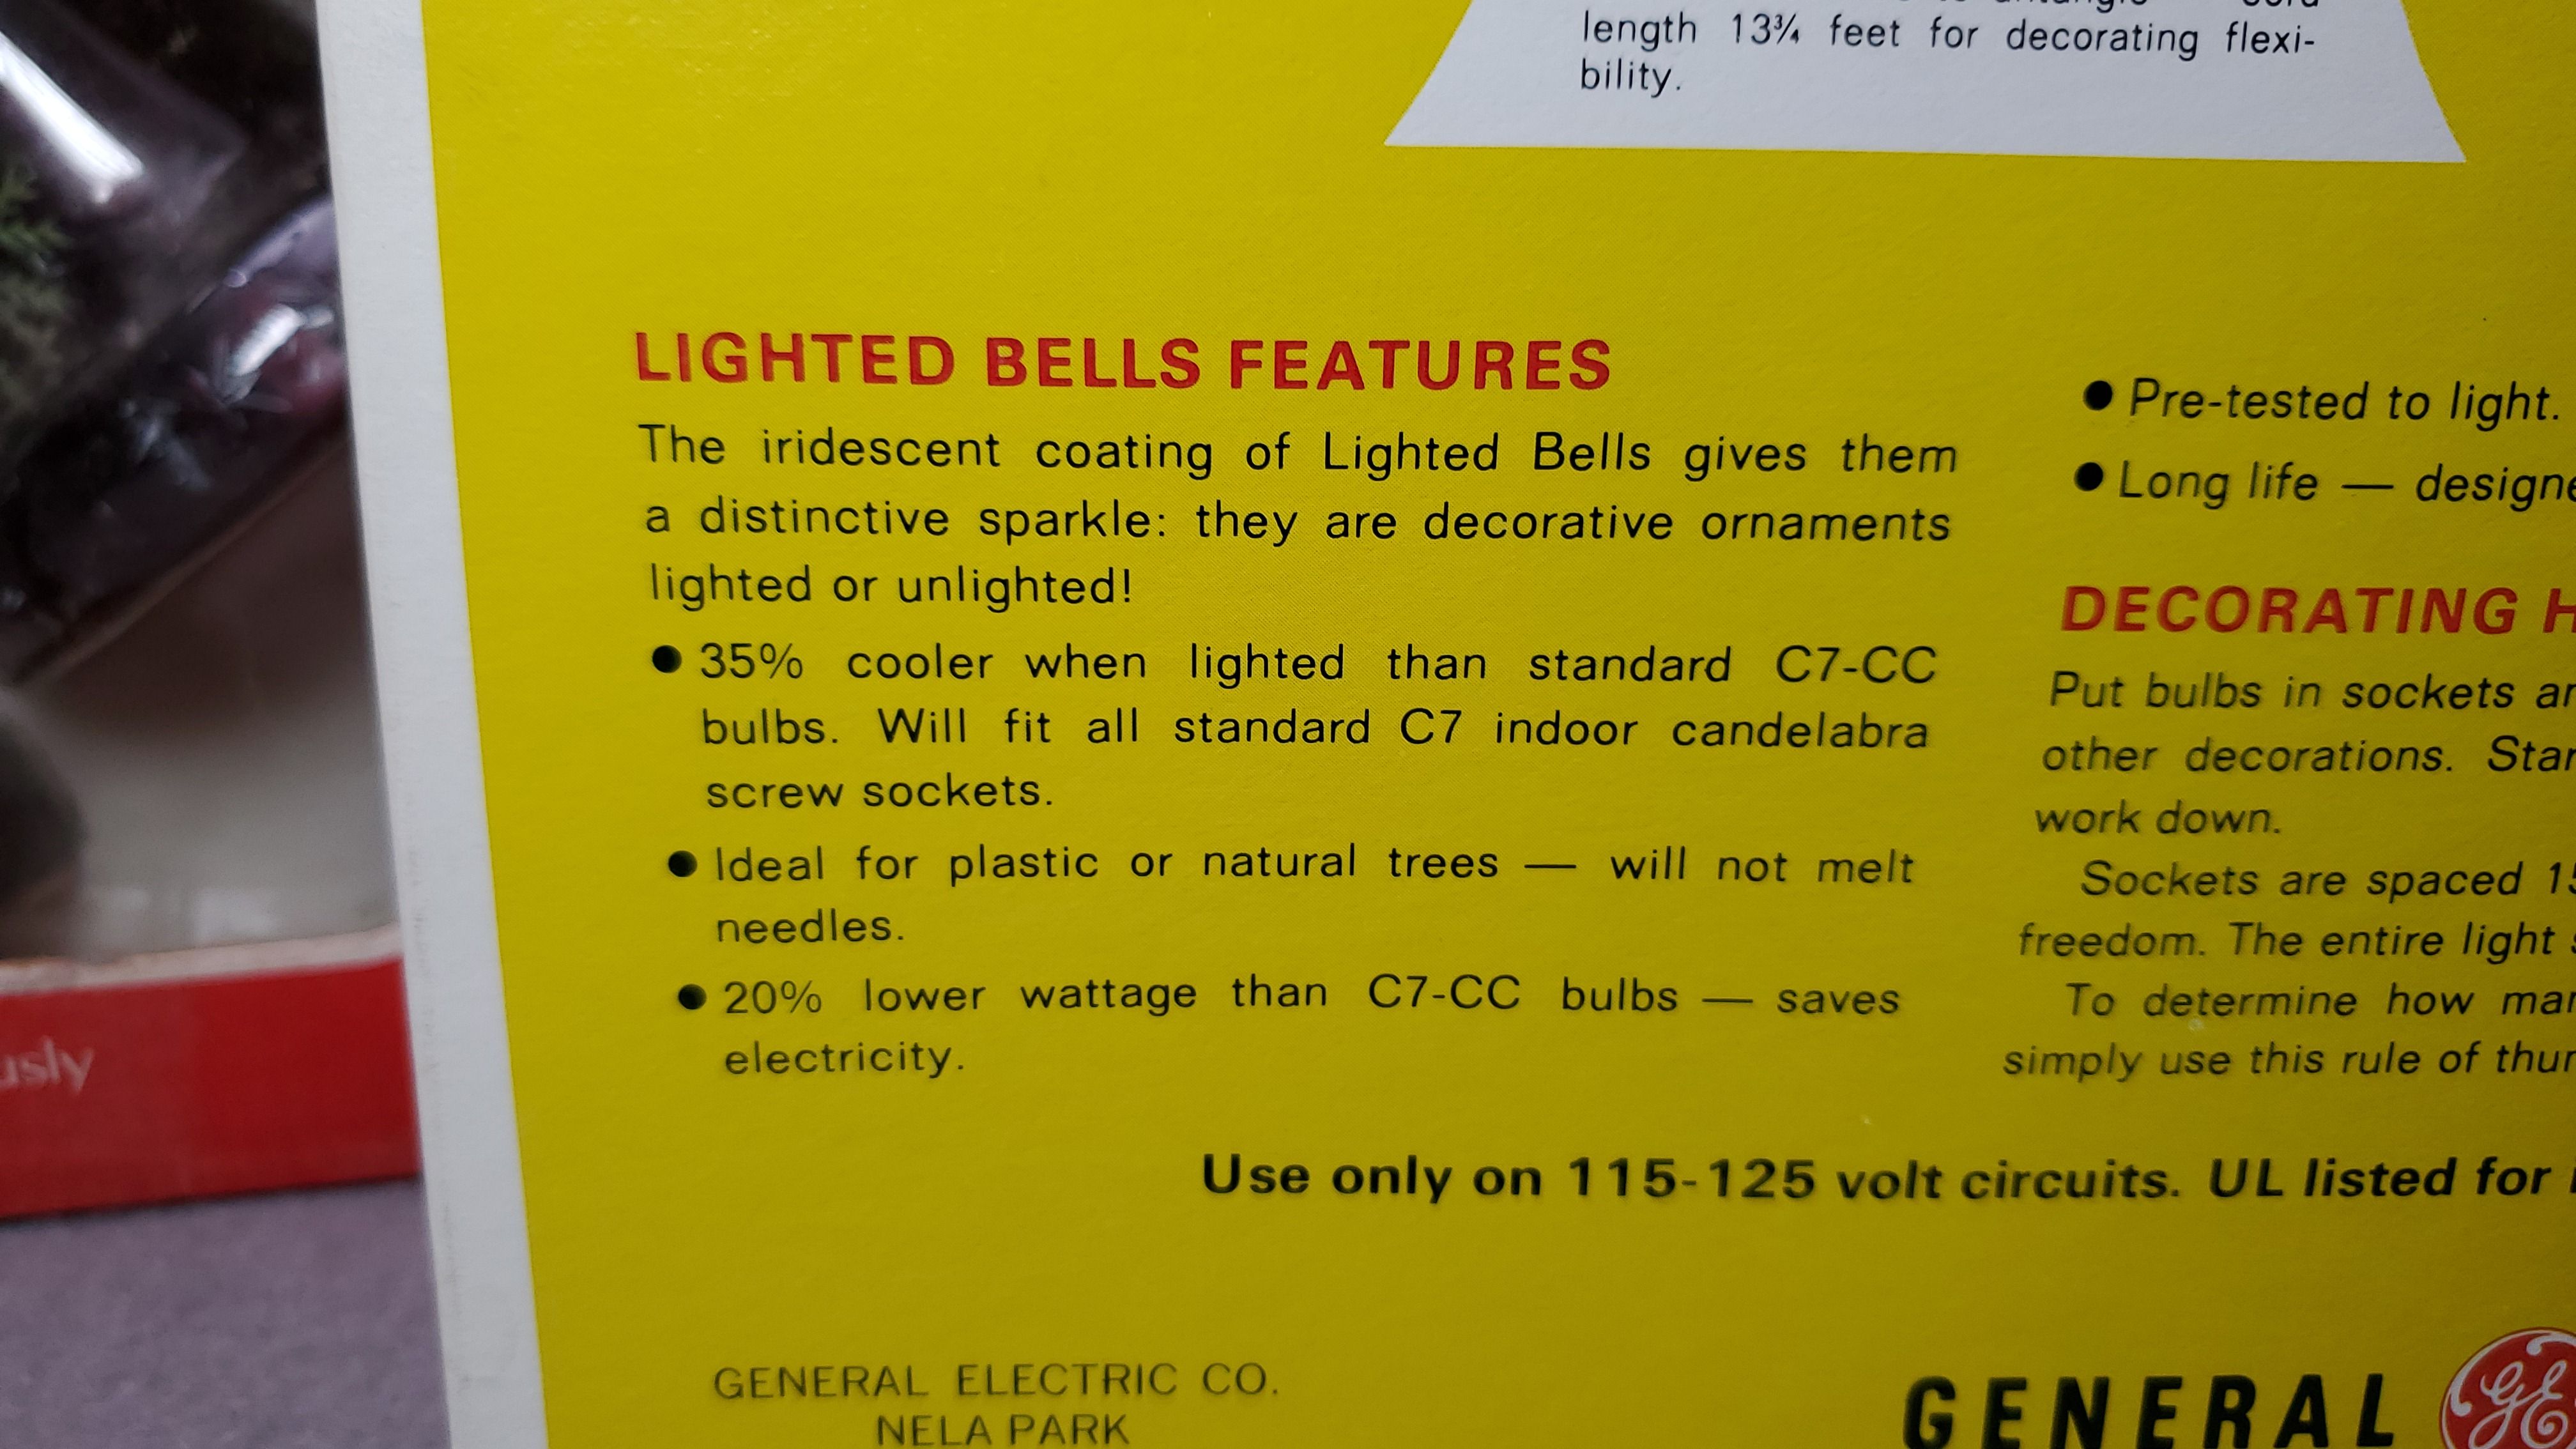 length 13¾ feet for decorating flexi-
bility.
LIGHTED BELLS FEATURES
The iridescent coating of Lighted Bells gives them
a distinctive sparkle: they are decorative ornaments
lighted or unlighted!
● 35% cooler when lighted than standard C7-CC
bulbs. Will fit all standard C7 indoor candelabra
screw sockets.
● Ideal for plastic or natural trees — will not melt
needles.
● 20% lower wattage than C7-CC bulbs — saves
electricity.
● Pre-tested to light.
● Long life — designe
DECORATING H
Put bulbs in sockets
other decorations.
work down.
Sockets are spaced 15
freedom. The entire light
To determine how
simply use this rule of
Use only on 115-125 volt circuits. UL listed for
GENERAL ELECTRIC CO.
NELA PARK
GENERAL GE
usly